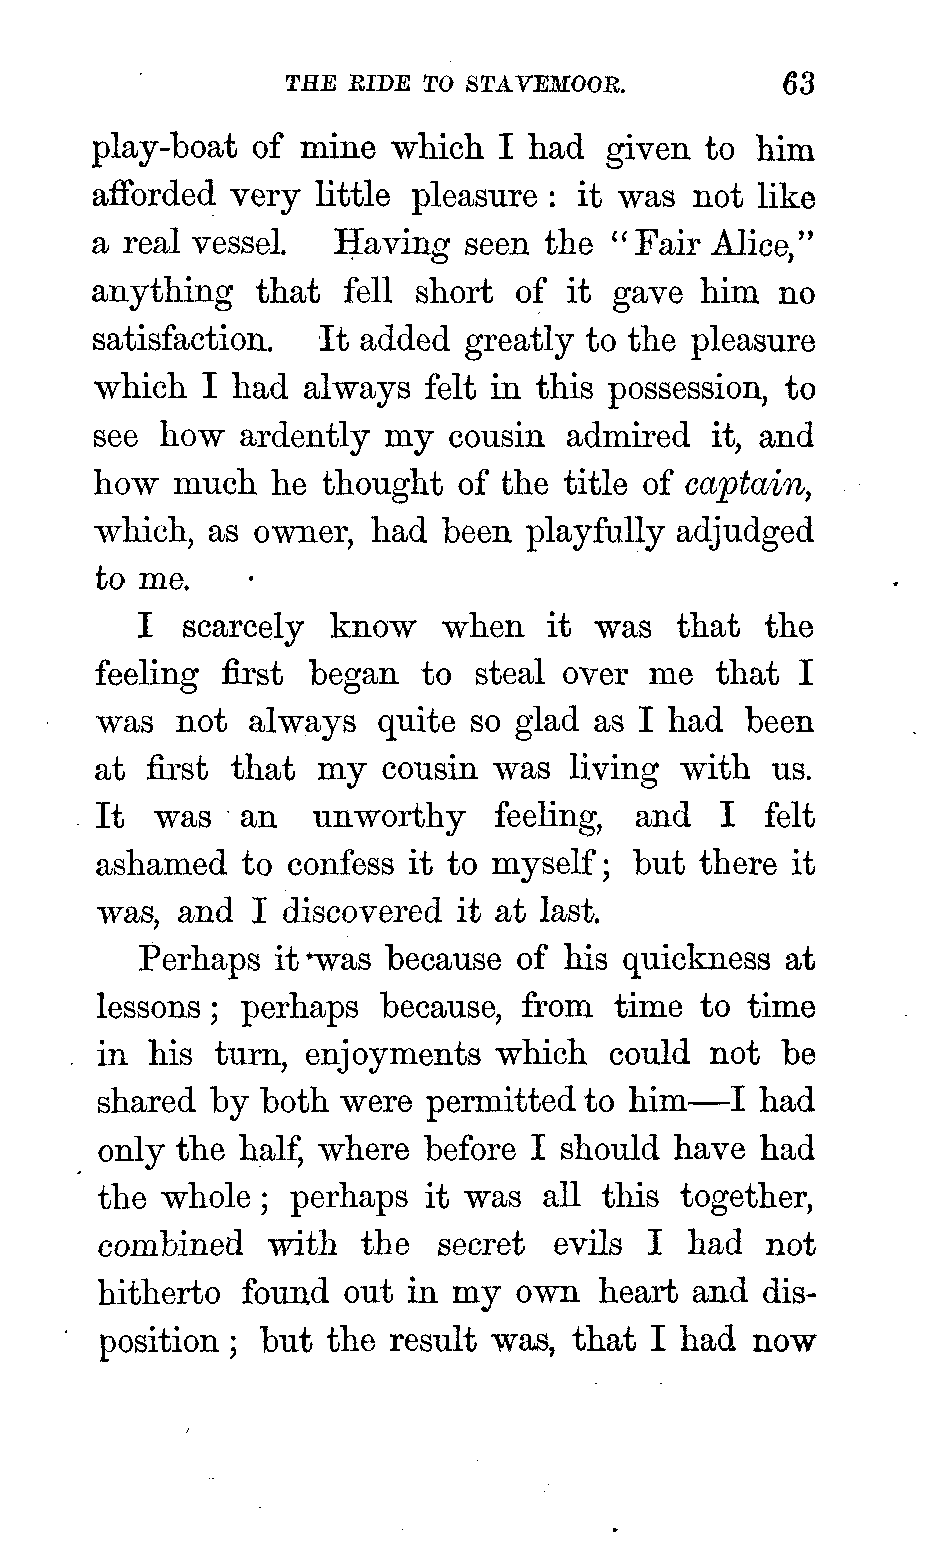 THE RIDE TO STAVEMOOR. 63
play-boat of mine which I had given to him
afforded very little pleasure : it was not like
a real vessel. Having seen the "Fair Alice,"
anything that fell short of it gave him no
satisfaction. It added greatly to the pleasure
which I had always felt in this possession, to
see how ardently my cousin admired it, and
how much he thought of the title of captain,
which, as owner, had been playfully adjudged
to me.
I scarcely know when it was that the
feeling first began to steal over me that I
was not always quite so glad as I had been
at first that my cousin was living with us.
It was an unworthy feeling, and I felt
ashamed to confess it to myself; but there it
was, and I discovered it at last.
Perhaps it was because of his quickness at
lessons ; perhaps because, from time to time
in his turn, enjoyments which could not be
shared by both were permitted to him—I had
only the half, where before I should have had
the whole ; perhaps it was all this together,
combined with the secret evils I had not
hitherto found out in my own heart and dis-
position ; but the result was, that I had now